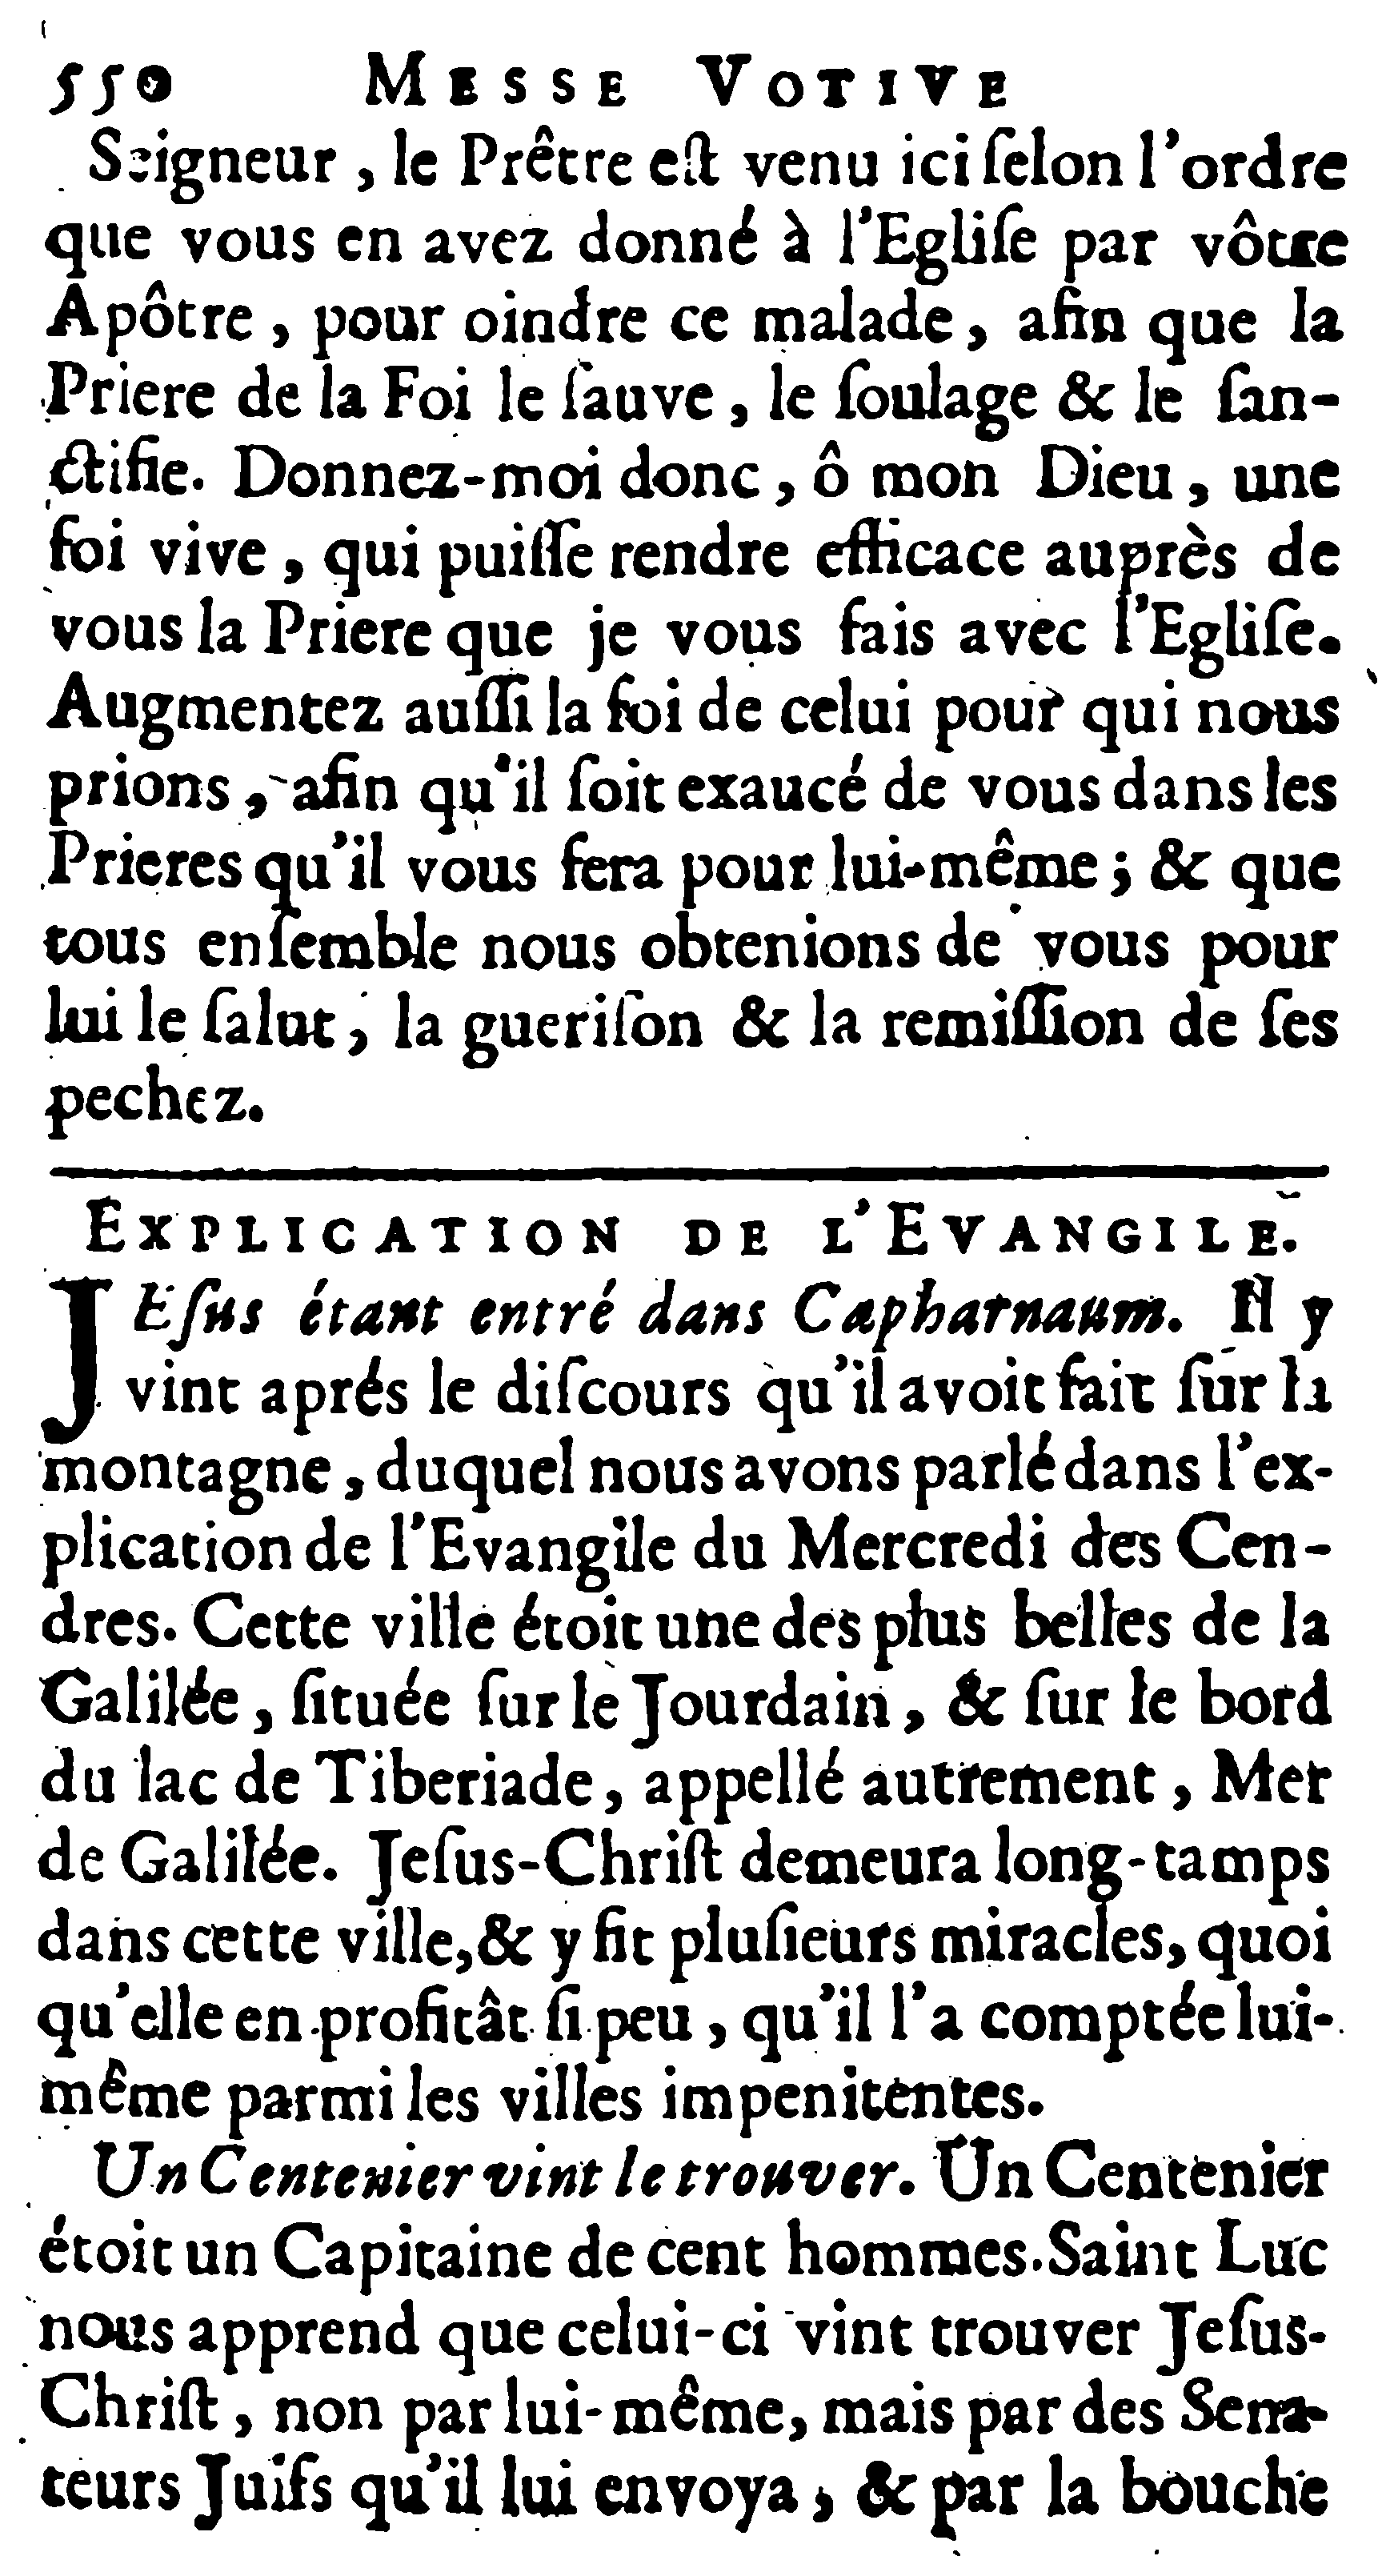 550 MESSE VOTIVE
Seigneur, le Prêtre eſt venu ici ſelon l'ordre
que vous en avez donné à l'Egliſe par vôtre
Apôtre, pour oindre ce malade, afin que la
Priere de la Foi le ſauve, le ſoulage & le ſan-
ctifie. Donnez-moi donc, ô mon Dieu, une
foi vive, qui puiſſe rendre efficace auprès de
vous la Priere que je vous fais avec l'Egliſe.
Augmentez auſſi la foi de celui pour qui nous
prions, afin qu'il ſoit exaucé de vous dans les
Prieres qu'il vous fera pour lui-même; & que
tous enſemble nous obtenions de vous pour
lui le ſalut, la gueriſon & la remiſſion de ſes
pechez.
EXPLICATION DE L'EVANGILE.
JEſus étant entré dans Capharnaum. Il y
vint aprés le diſcours qu'il avoit fait ſur la
montagne, duquel nous avons parlé dans l'ex-
plication de l'Evangile du Mercredi des Cen-
dres. Cette ville étoit une des plus belles de la
Galilée, ſituée ſur le Jourdain, & ſur le bord
du lac de Tiberiade, appellé autrement, Mer
de Galilée. Jeſus-Chriſt demeura long-tamps
dans cette ville, & y fit pluſieurs miracles, quoi
qu'elle en profitât ſi peu, qu'il l'a comptée lui-
même parmi les villes impenitentes.
Un Centenier vint le trouver. Un Centenier
étoit un Capitaine de cent hommes. Saint Luc
nous apprend que celui-ci vint trouver Jeſus-
Chriſt, non par lui-même, mais par des Sena-
teurs Juifs qu'il lui envoya, & par la bouche